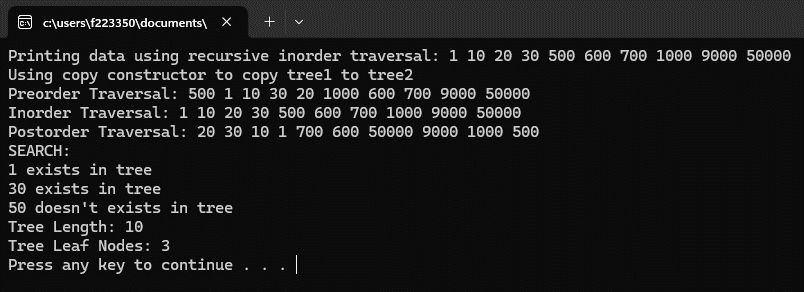 c:\users\f223350\documents\
Printing data using recursive inorder traversal: 1 10 20 30 500 600 700 1000 9000 50000
Using copy constructor to copy tree1 to tree2
Preorder Traversal: 500 1 10 30 20 1000 600 700 9000 50000
Inorder Traversal: 1 10 20 30 500 600 700 1000 9000 50000
Postorder Traversal: 20 30 10 1 700 600 50000 9000 1000 500
SEARCH:
1 exists in tree
30 exists in tree
50 doesn't exists in tree
Tree Length: 10
Tree Leaf Nodes: 3
Press any key to continue . . .